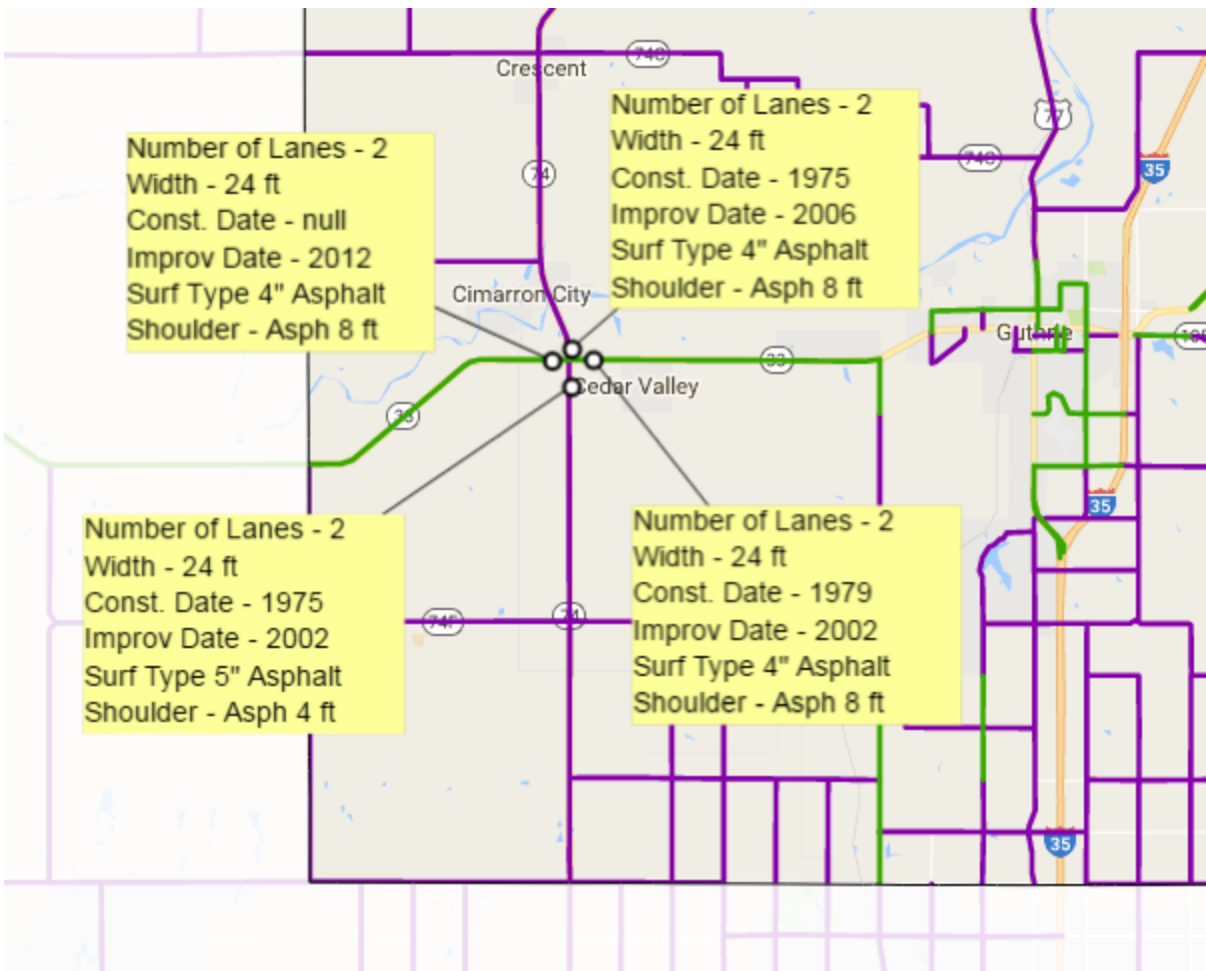 74C
Crescent
Number of Lanes - 2
Width - 24 ft
Const. Date - 1975
Improv Date - 2006
Surf Type 4" Asphalt
Shoulder - Asph 8 ft
77
74C
35
Number of Lanes - 2
Width - 24 ft
Const. Date - null
Improv Date - 2012
Surf Type 4" Asphalt
Shoulder - Asph 8 ft
74
Cimarron City
Guthrie
33
Cedar Valley
33
35
Number of Lanes - 2
Width - 24 ft
Const. Date - 1975
Improv Date - 2002
Surf Type 5" Asphalt
Shoulder - Asph 4 ft
Number of Lanes - 2
Width - 24 ft
Const. Date - 1979
Improv Date - 2002
Surf Type 4" Asphalt
Shoulder - Asph 8 ft
74F
74
35